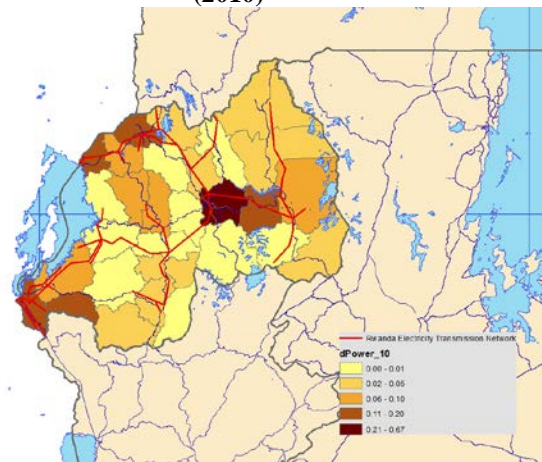 (2010)
Rwanda Electricity Transmission Network
dPower_10
0.00 - 0.01
0.02 - 0.05
0.06 - 0.10
0.11 - 0.20
0.21 - 0.67